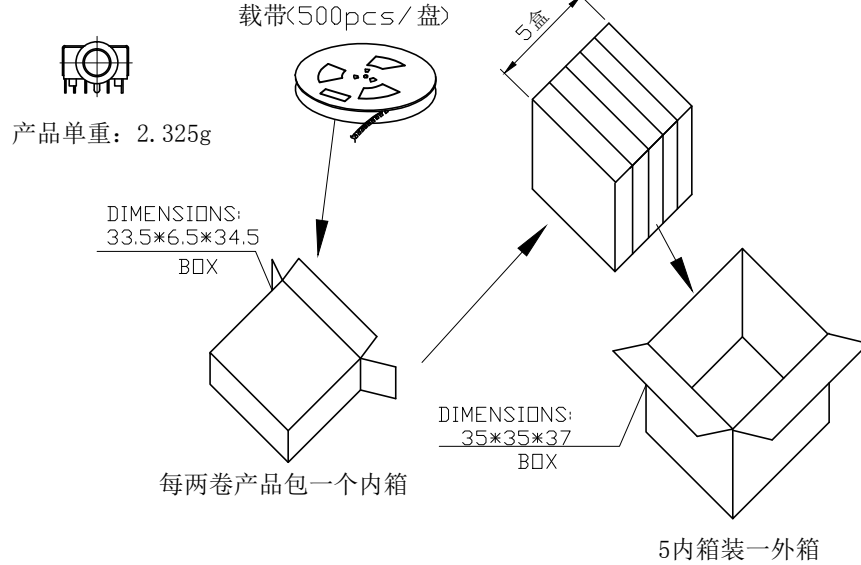 载带(500pcs/盘)
5盒
产品单重：2.325g
DIMENSIONS:
33.5*6.5*34.5
BOX
DIMENSIONS:
35*35*37
BOX
每两卷产品包一个内箱
5内箱装一外箱